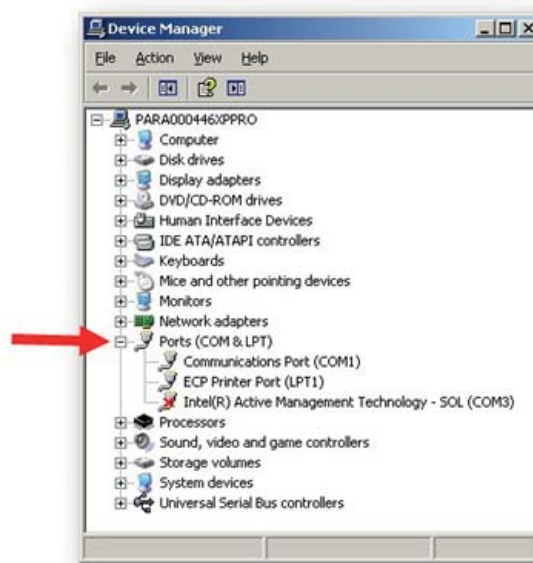 Device Manager
File Action View Help
PARA000446XPPRO
Computer
Disk drives
Display adapters
DVD/CD-ROM drives
Human Interface Devices
IDE ATA/ATAPI controllers
Keyboards
Mice and other pointing devices
Monitors
Network adapters
Ports (COM & LPT)
Communications Port (COM1)
ECP Printer Port (LPT1)
Intel(R) Active Management Technology - SOL (COM3)
Processors
Sound, video and game controllers
Storage volumes
System devices
Universal Serial Bus controllers